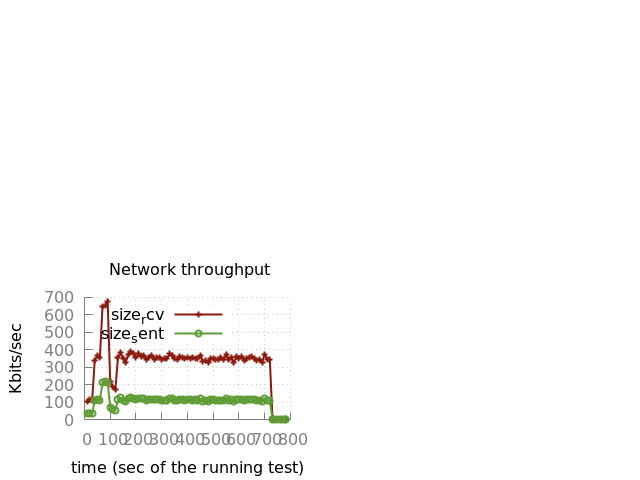 Network throughput
700
600
500
400
300
200
100
0
Kbits/sec
size_rcv
size_sent
0 100 200 300 400 500 600 700 800
time (sec of the running test)